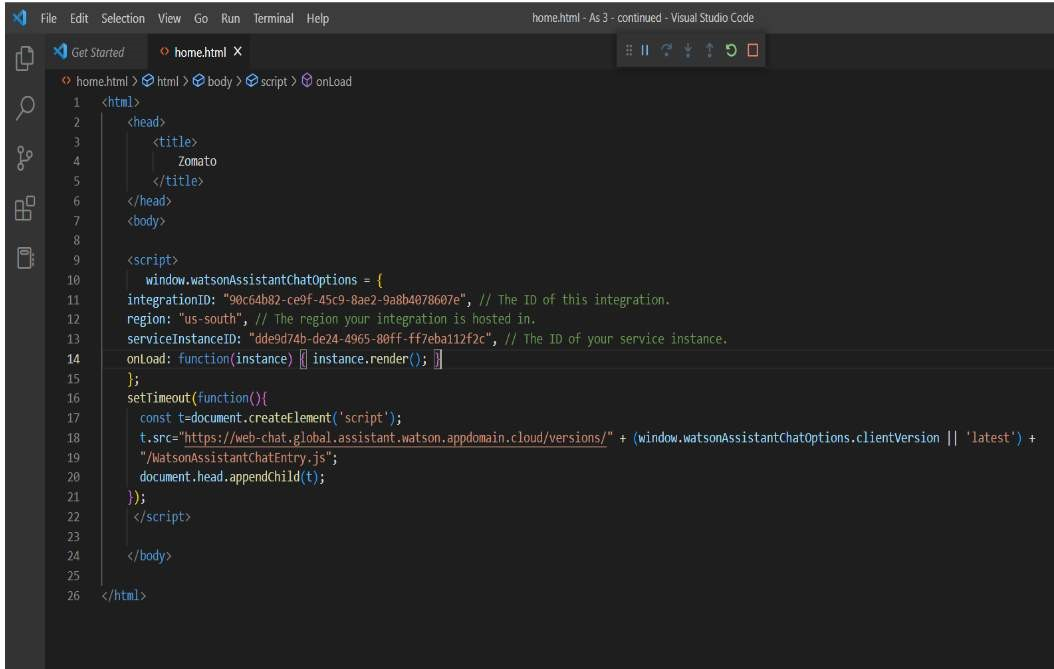 File Edit Selection View Go Run Terminal Help home.html - As 3 - continued - Visual Studio Code
Get Started home.html X
home.html > html > body > script > onLoad
1 <html>
2 <head>
3 <title>
4 Zomato
5 </title>
6 </head>
7 <body>
8
9 <script>
10 window.watsonAssistantChatOptions = {
11 integrationID: "90c64b82-ce9f-45c9-8ae2-9a8b4078607e", // The ID of this integration.
12 region: "us-south", // The region your integration is hosted in.
13 serviceInstanceID: "dde9d74b-de24-4965-80ff-ff7eba112f2c", // The ID of your service instance.
14 onLoad: function(instance) { instance.render(); }
15 };
16 setTimeout(function(){
17 const t=document.createElement('script');
18 t.src="https://web-chat.global.assistant.watson.appdomain.cloud/versions/" + (window.watsonAssistantChatOptions.clientVersion || 'latest') +
19 "/WatsonAssistantChatEntry.js";
20 document.head.appendChild(t);
21 });
22 </script>
23
24 </body>
25
26 </html>